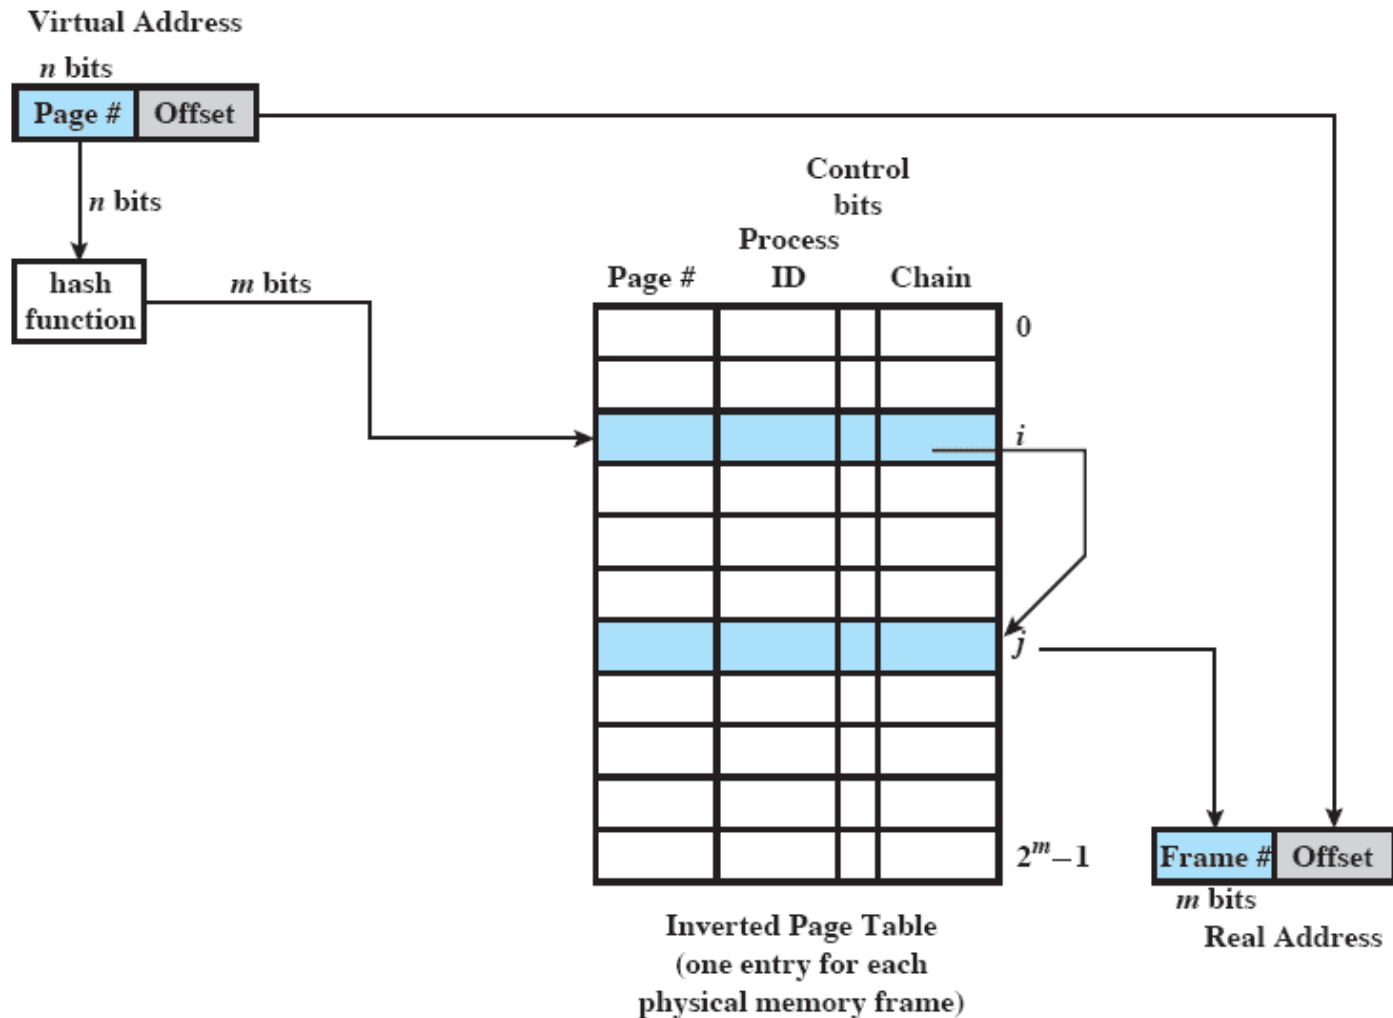 Virtual Address
n bits
Page # Offset
n bits
hash
function
m bits
Control
bits
Process
Page # ID Chain
0
i
j
2^m–1
Frame # Offset
m bits
Real Address
Inverted Page Table
(one entry for each
physical memory frame)